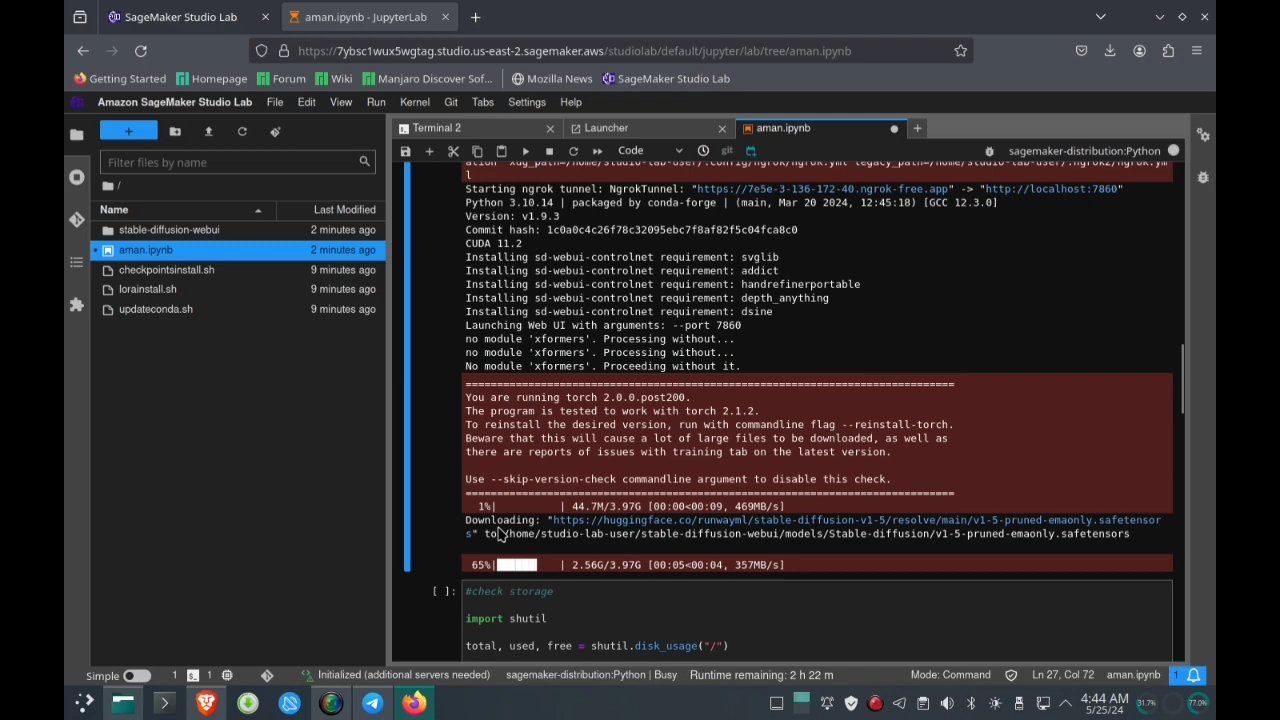 SageMaker Studio Lab
aman.ipynb - JupyterLab
https://7ybsc1wux5wgtag.studio.us-east-2.sagemaker.aws/studiolab/default/jupyter/lab/tree/aman.ipynb
Getting Started Homepage Forum Wiki Manjaro Discover Sof... Mozilla News SageMaker Studio Lab
Amazon SageMaker Studio Lab File Edit View Run Kernel Git Tabs Settings Help
Terminal 2 Launcher aman.ipynb
Filter files by name
Code git sagemaker-distribution:Python
/
Name Last Modified
stable-diffusion-webui 2 minutes ago
aman.ipynb 2 minutes ago
checkpointsinstall.sh 9 minutes ago
lorainstall.sh 9 minutes ago
updateconda.sh 9 minutes ago
l
Starting ngrok tunnel: NgrokTunnel: "https://7e5e-3-136-172-40.ngrok-free.app" -> "http://localhost:7860"
Python 3.10.14 | packaged by conda-forge | (main, Mar 20 2024, 12:45:18) [GCC 12.3.0]
Version: v1.9.3
Commit hash: 1c0a0c4c26f78c32095ebc7f8af82f5c04fca8c0
CUDA 11.2
Installing sd-webui-controlnet requirement: svglib
Installing sd-webui-controlnet requirement: addict
Installing sd-webui-controlnet requirement: handrefinerportable
Installing sd-webui-controlnet requirement: depth_anything
Installing sd-webui-controlnet requirement: dsine
Launching Web UI with arguments: --port 7860
no module 'xformers'. Processing without...
no module 'xformers'. Processing without...
No module 'xformers'. Proceeding without it.
==============================================================================
You are running torch 2.0.0.post200.
The program is tested to work with torch 2.1.2.
To reinstall the desired version, run with commandline flag --reinstall-torch.
Beware that this will cause a lot of large files to be downloaded, as well as
there are reports of issues with training tab on the latest version.
Use --skip-version-check commandline argument to disable this check.
==============================================================================
1%| | 44.7M/3.97G [00:00<00:09, 469MB/s]
Downloading: "https://huggingface.co/runwayml/stable-diffusion-v1-5/resolve/main/v1-5-pruned-emaonly.safetensor
s" to /home/studio-lab-user/stable-diffusion-webui/models/Stable-diffusion/v1-5-pruned-emaonly.safetensors
65%| | 2.56G/3.97G [00:05<00:04, 357MB/s]
[ ]: #check storage
import shutil
total, used, free = shutil.disk_usage("/")
Simple 1 1 Initialized (additional servers needed) sagemaker-distribution:Python | Busy Runtime remaining: 2 h 22 m Mode: Command Ln 27, Col 72 aman.ipynb 1
4:44 AM
5/25/24
31.7% 77.0%